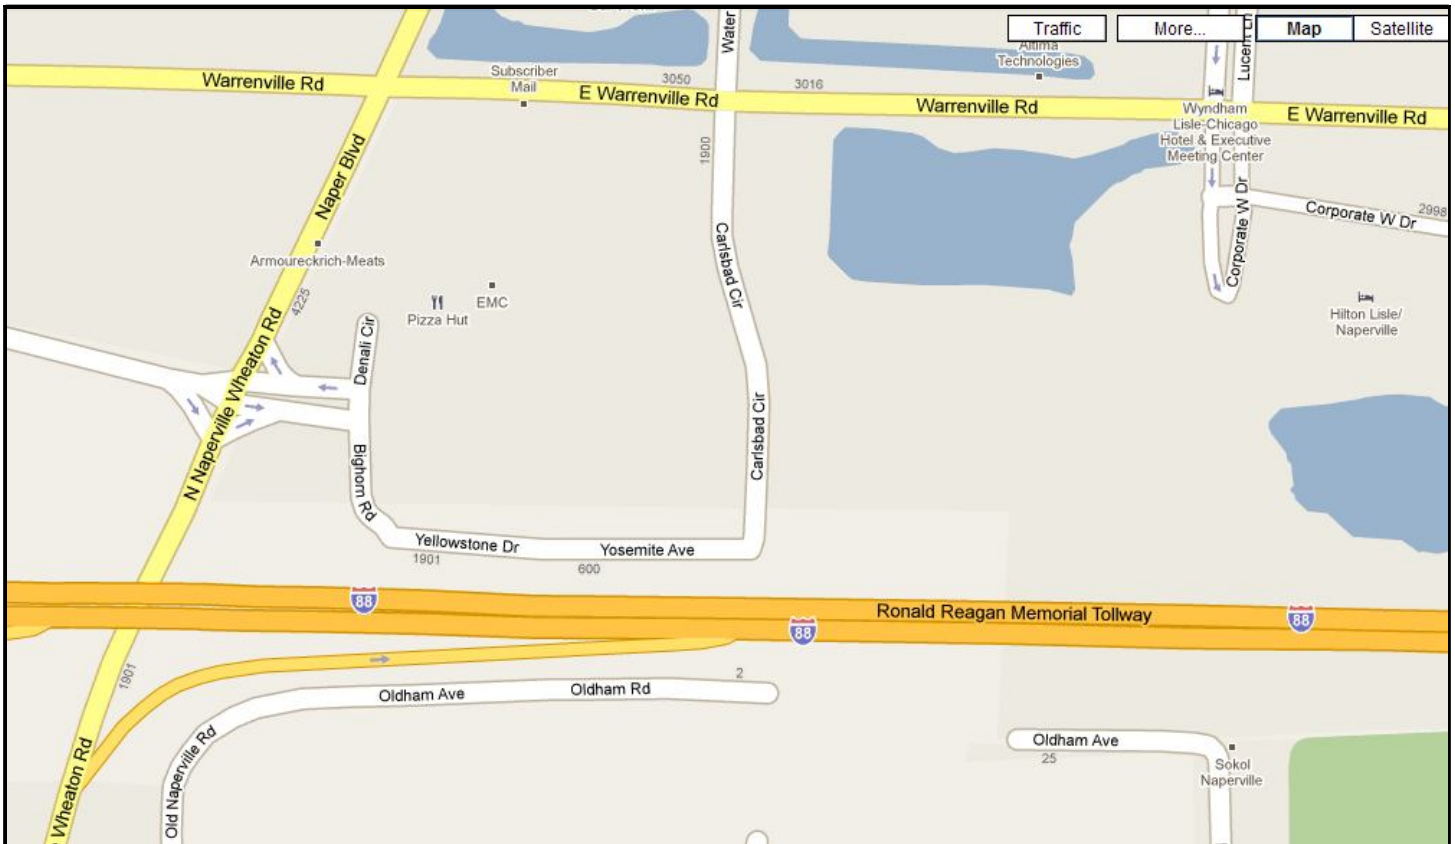 Traffic
More...
Map
Satellite
Water
Lucent Ln
Altima
Technologies
Subscriber
Mail
3050
3016
Warrenville Rd
E Warrenville Rd
Warrenville Rd
E Warrenville Rd
Wyndham
Lisle-Chicago
Hotel & Executive
Meeting Center
1900
Naper Blvd
Corporate W Dr
Corporate W Dr
2998
Armoureckrich-Meats
Carlsbad Cir
4225
EMC
Pizza Hut
Hilton Lisle/
Naperville
Denali Cir
N Naperville Wheaton Rd
Carlsbad Cir
Bighorn Rd
Yellowstone Dr
Yosemite Ave
1901
600
88
88
88
Ronald Reagan Memorial Tollway
1901
2
Oldham Ave
Oldham Rd
Oldham Ave
25
Sokol
Naperville
Old Naperville Rd
Wheaton Rd